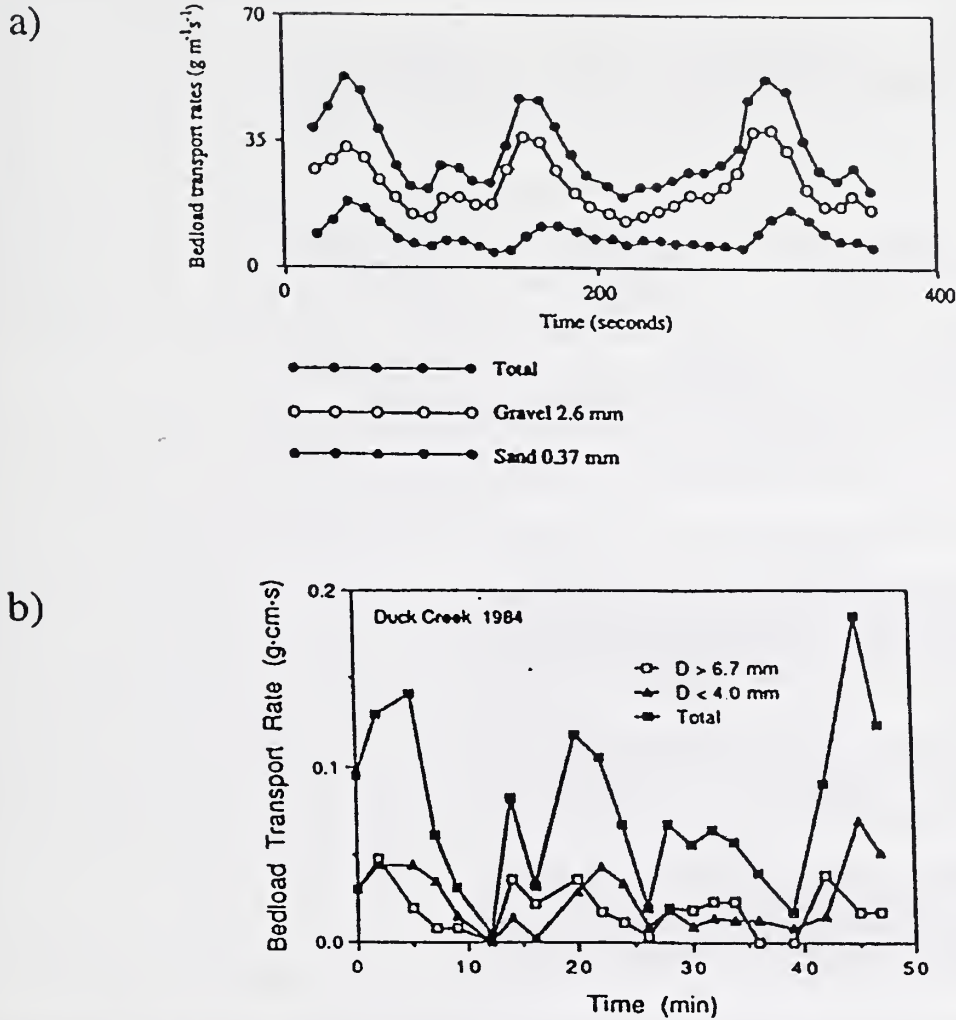 a)
Bedload transport rates (g m⁻¹s⁻¹)
70
35
0
0
200
400
Time (seconds)
Total
Gravel 2.6 mm
Sand 0.37 mm
b)
Bedload Transport Rate (g·cm·s)
0.2
0.1
0.0
Duck Creek 1984
D > 6.7 mm
D < 4.0 mm
Total
0
10
20
30
40
50
Time (min)